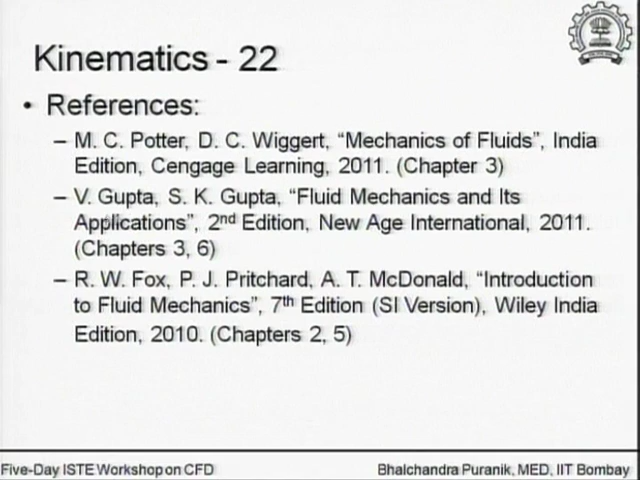 Kinematics - 22
• References:
– M. C. Potter, D. C. Wiggert, “Mechanics of Fluids”, India
Edition, Cengage Learning, 2011. (Chapter 3)
– V. Gupta, S. K. Gupta, “Fluid Mechanics and Its
Applications”, 2nd Edition, New Age International, 2011.
(Chapters 3, 6)
– R. W. Fox, P. J. Pritchard, A. T. McDonald, “Introduction
to Fluid Mechanics”, 7th Edition (SI Version), Wiley India
Edition, 2010. (Chapters 2, 5)
Five-Day ISTE Workshop on CFD
Bhalchandra Puranik, MED, IIT Bombay